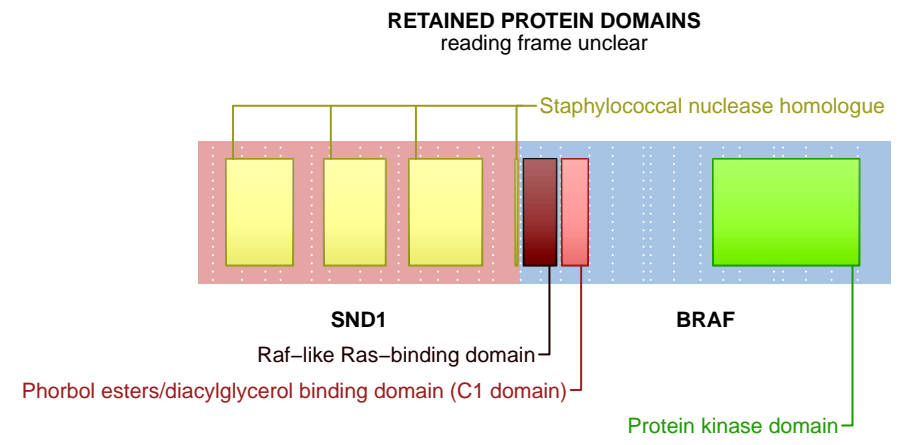 RETAINED PROTEIN DOMAINS
reading frame unclear
Staphylococcal nuclease homologue
SND1
BRAF
Raf−like Ras−binding domain
Phorbol esters/diacylglycerol binding domain (C1 domain)
Protein kinase domain